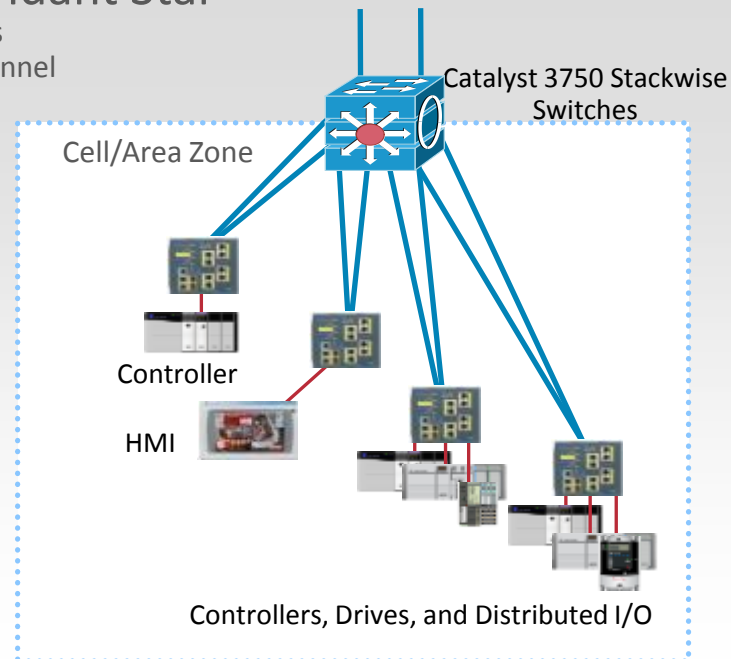 Catalyst 3750 Stackwise
Switches
Cell/Area Zone
Controller
HMI
Controllers, Drives, and Distributed I/O